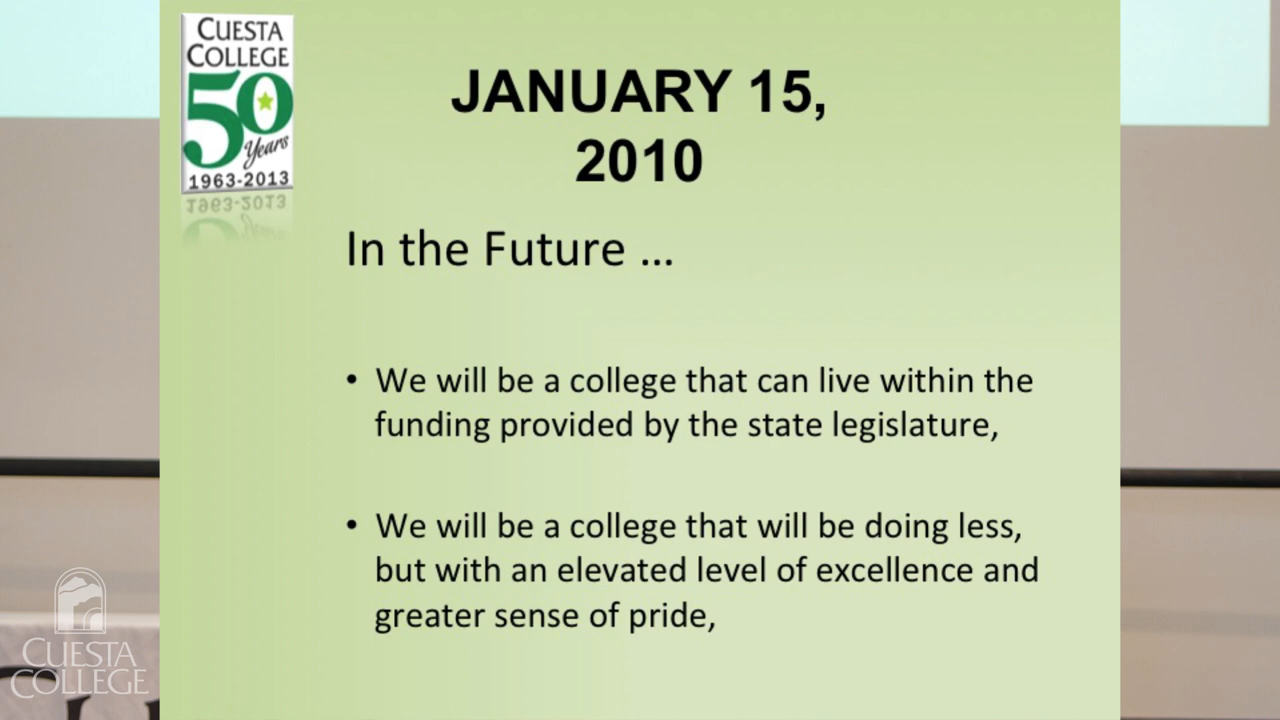 CUESTA
COLLEGE
50
Years
1963-2013
JANUARY 15,
2010
In the Future ...
• We will be a college that can live within the
funding provided by the state legislature,
• We will be a college that will be doing less,
but with an elevated level of excellence and
greater sense of pride,
CUESTA
COLLEGE